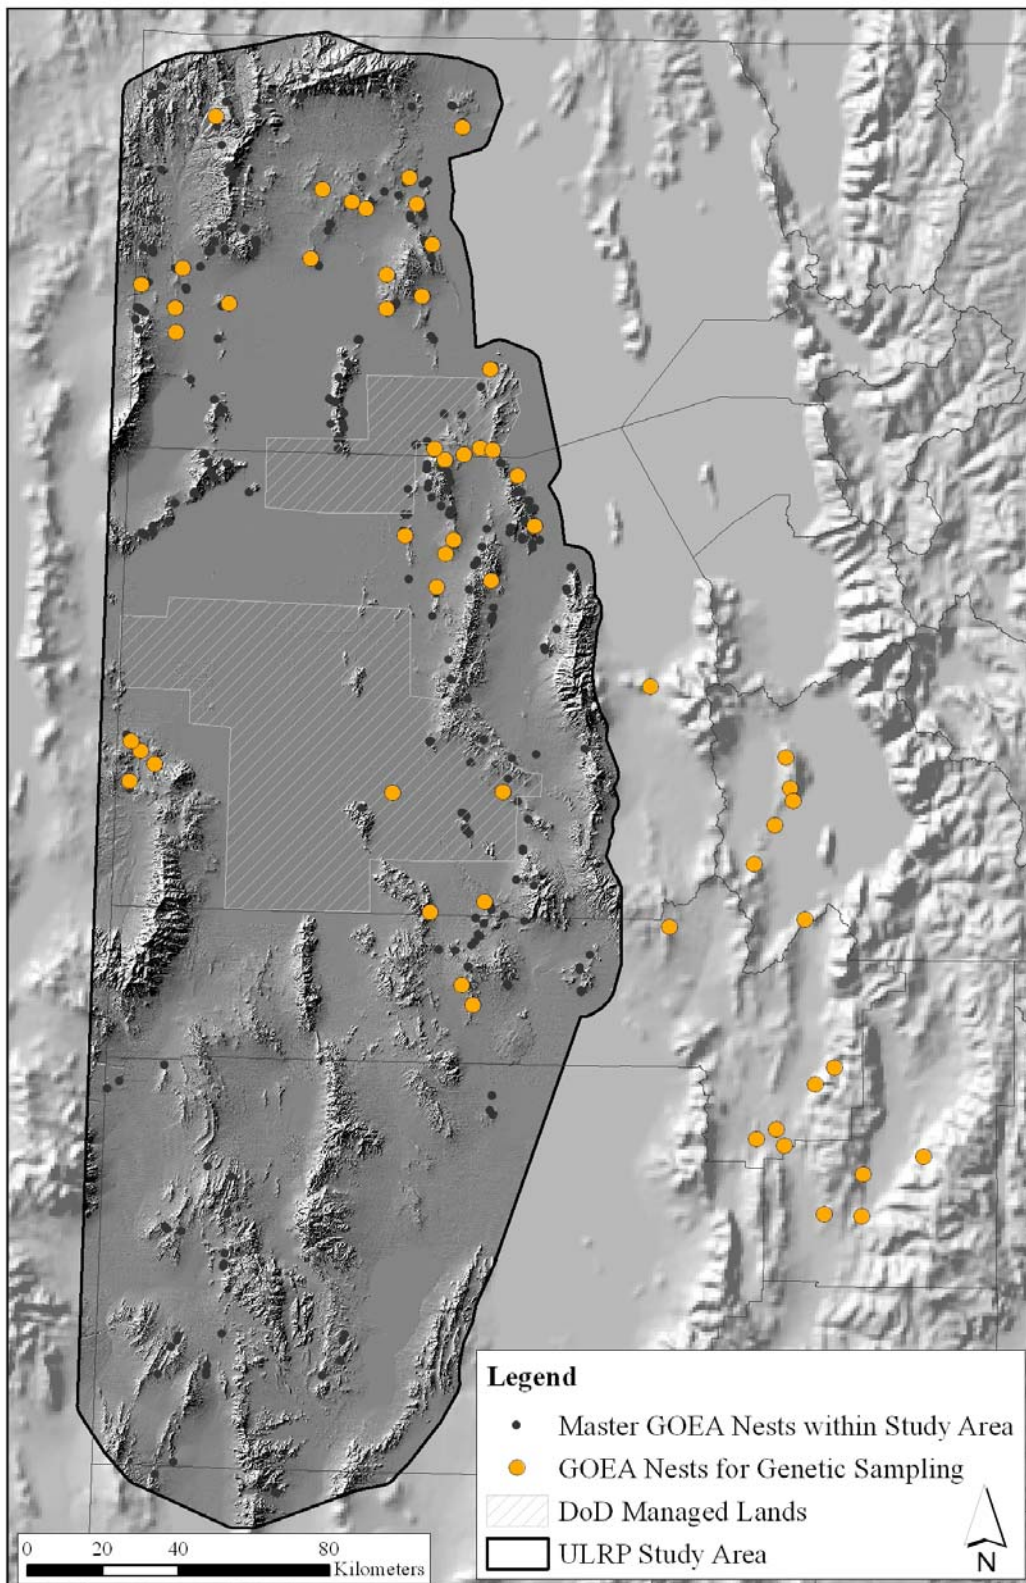 Legend
Master GOEA Nests within Study Area
GOEA Nests for Genetic Sampling
DoD Managed Lands
ULRP Study Area
N
0 20 40 80
Kilometers